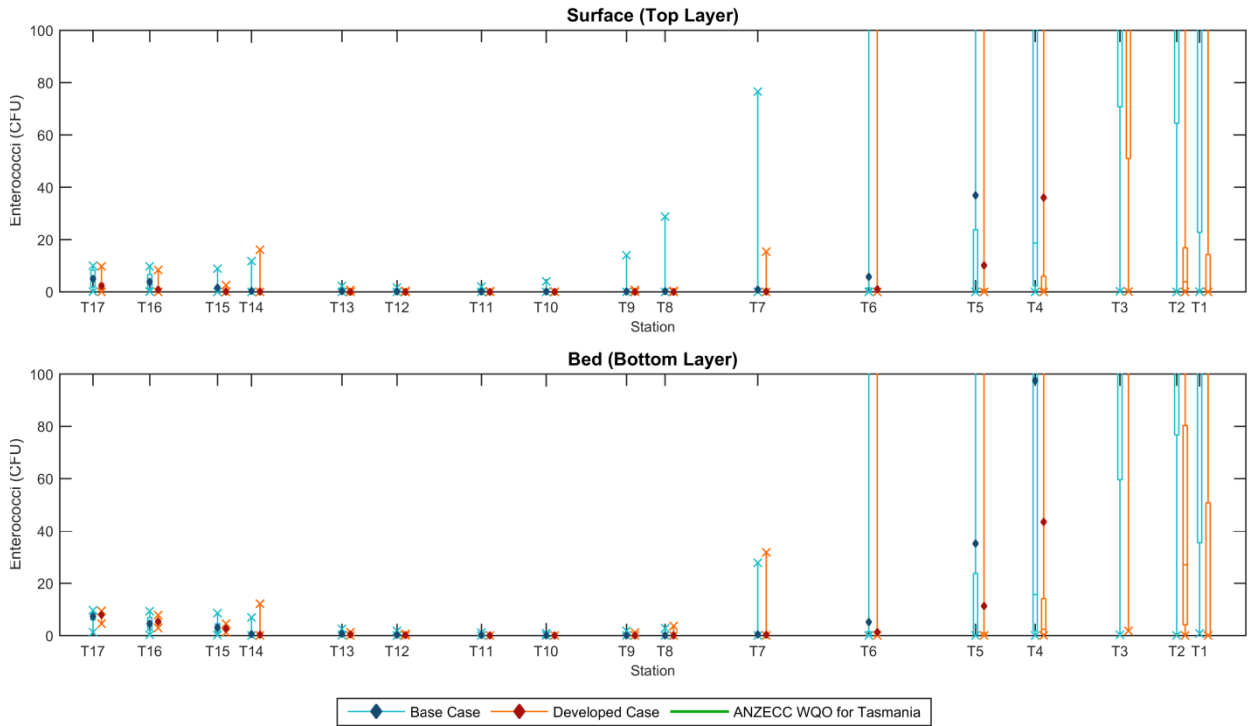 Surface (Top Layer)
Enterococci (CFU)
100
80
60
40
20
0
T17 T16 T15 T14 T13 T12 T11 T10 T9 T8 T7 T6 T5 T4 T3 T2 T1
Station
Bed (Bottom Layer)
Enterococci (CFU)
100
80
60
40
20
0
T17 T16 T15 T14 T13 T12 T11 T10 T9 T8 T7 T6 T5 T4 T3 T2 T1
Station
Base Case Developed Case ANZECC WQO for Tasmania